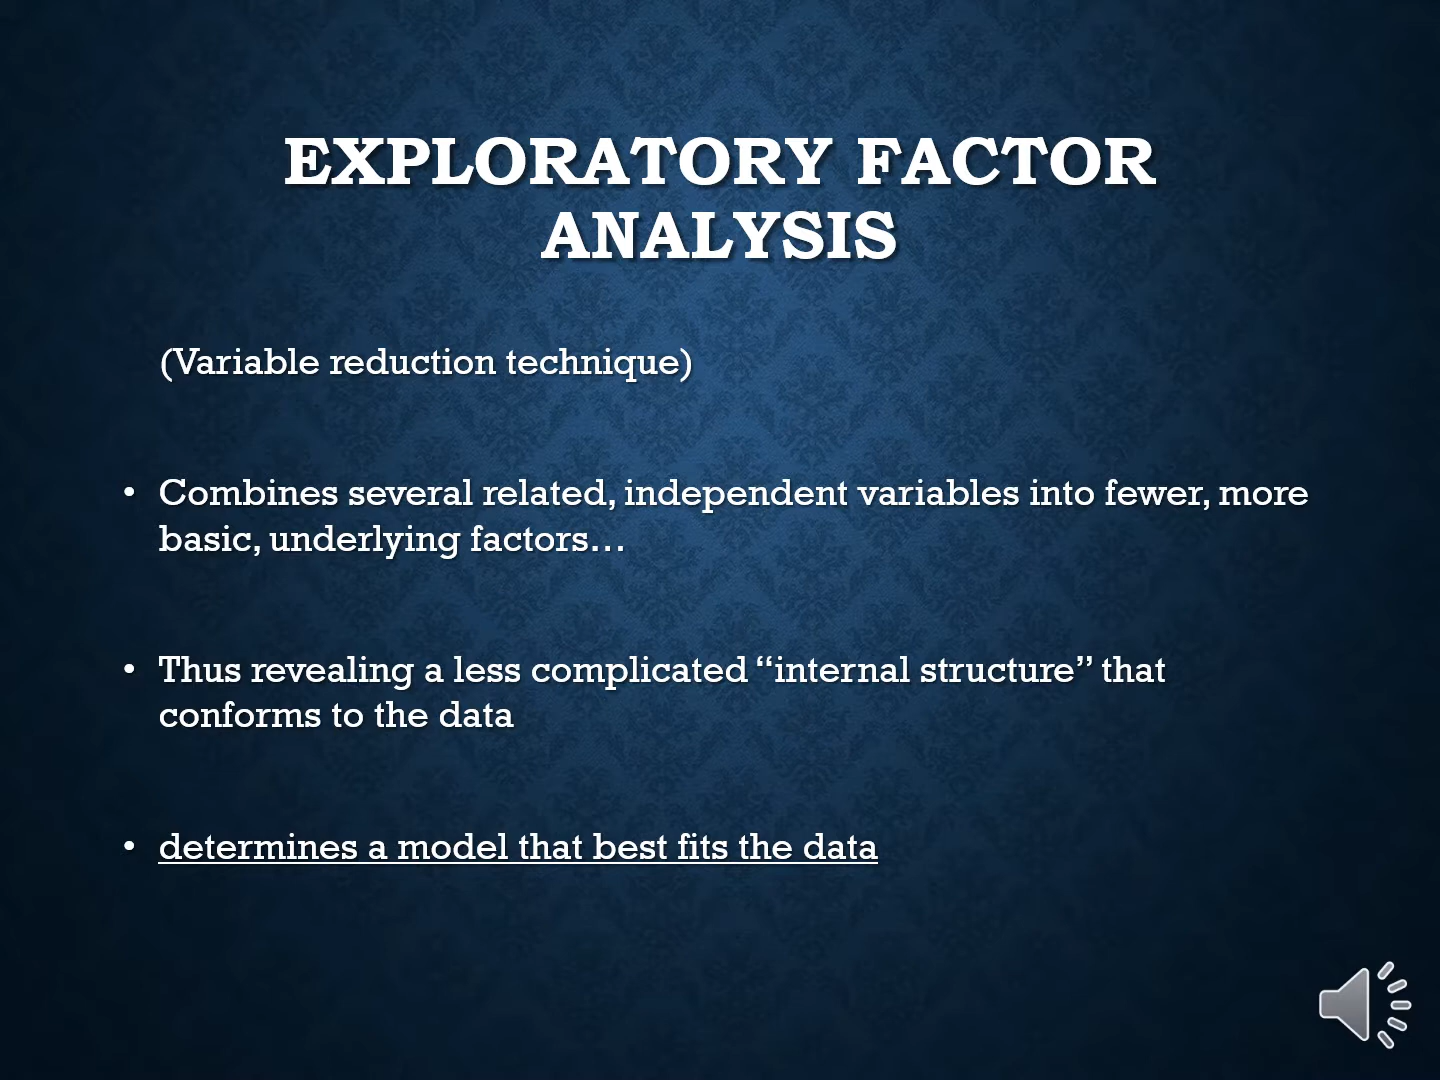 EXPLORATORY FACTOR
ANALYSIS
(Variable reduction technique)
• Combines several related, independent variables into fewer, more
basic, underlying factors…
• Thus revealing a less complicated “internal structure” that
conforms to the data
• determines a model that best fits the data